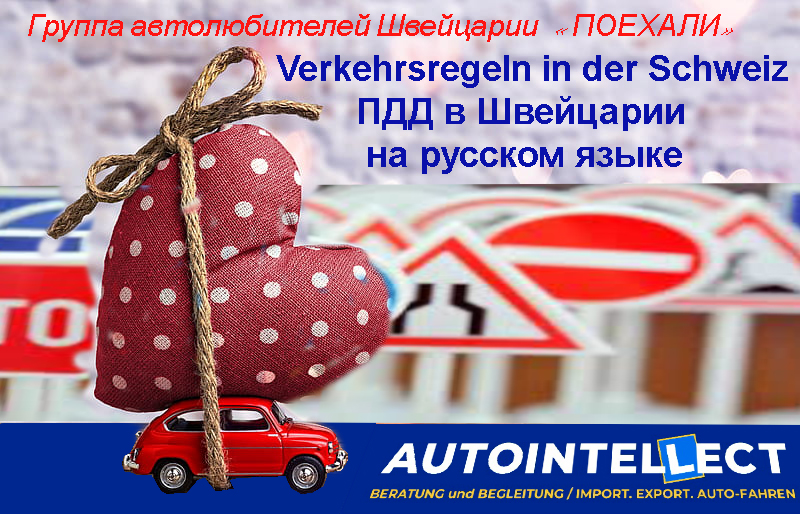 Группа автолюбителей Швейцарии « ПОЕХАЛИ»
Verkehrsregeln in der Schweiz
ПДД в Швейцарии
на русском языке
TO
AUTOINTELLECT
BERATUNG und BEGLEITUNG / IMPORT. EXPORT. AUTO-FAHREN